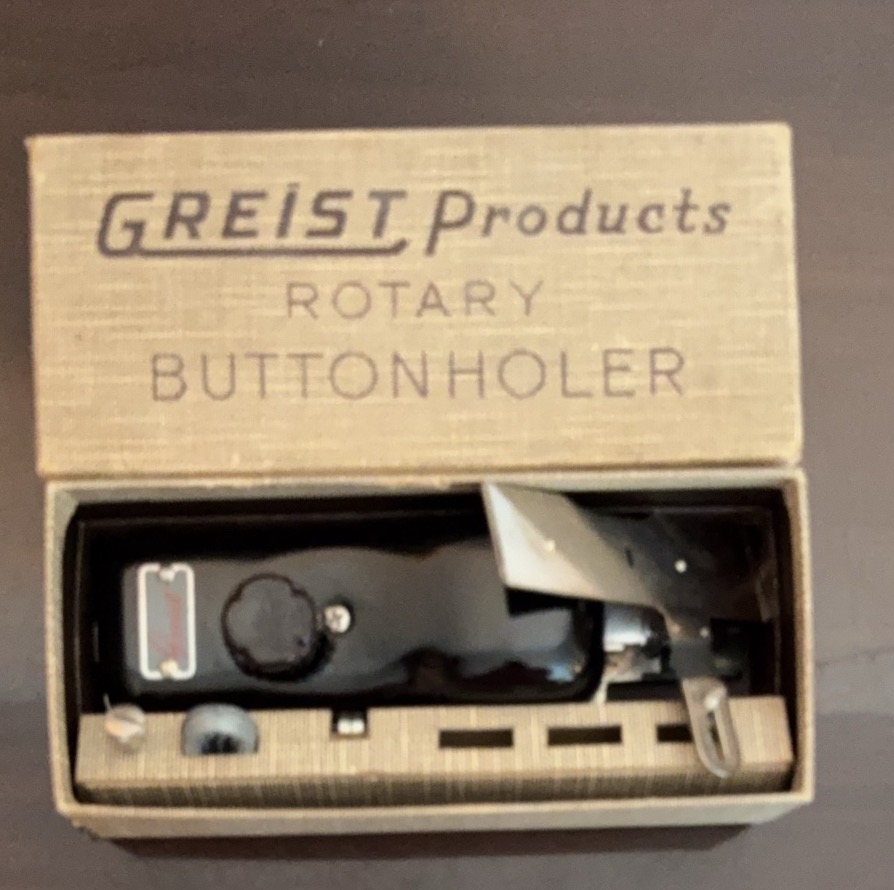 GREIST Products
ROTARY
BUTTONHOLER